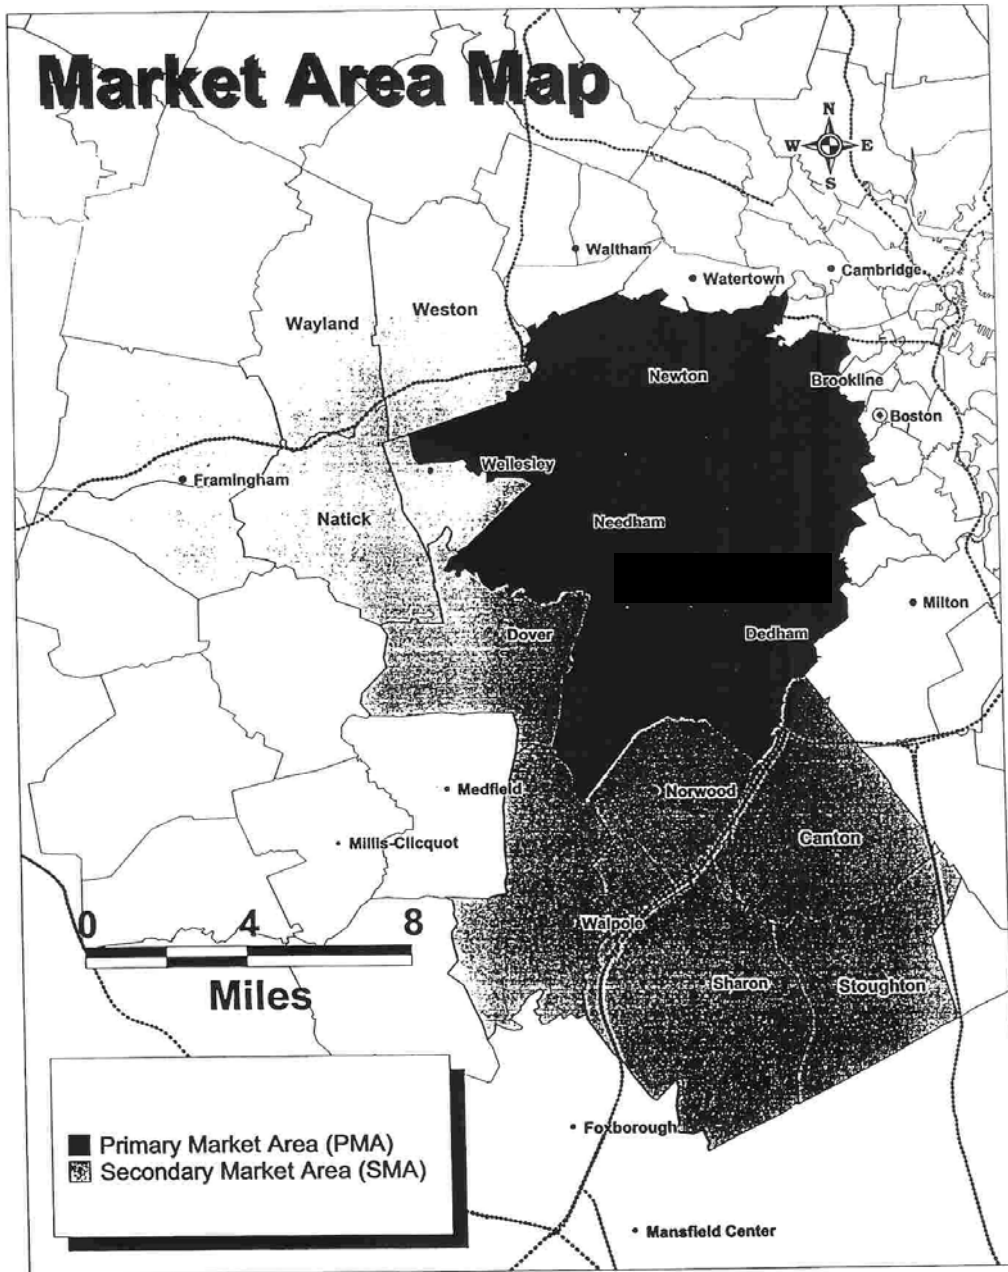 Market Area Map
N
W E
S
Waltham
Watertown
Cambridge
Weston
Wayland
Newton
Brookline
Boston
Wellesley
Framingham
Natick
Needham
Milton
Dover
Dedham
Medfield
Norwood
Millis-Clicquot
Canton
0 4 8
Miles
Walpole
Sharon
Stoughton
Foxborough
Primary Market Area (PMA)
Secondary Market Area (SMA)
Mansfield Center